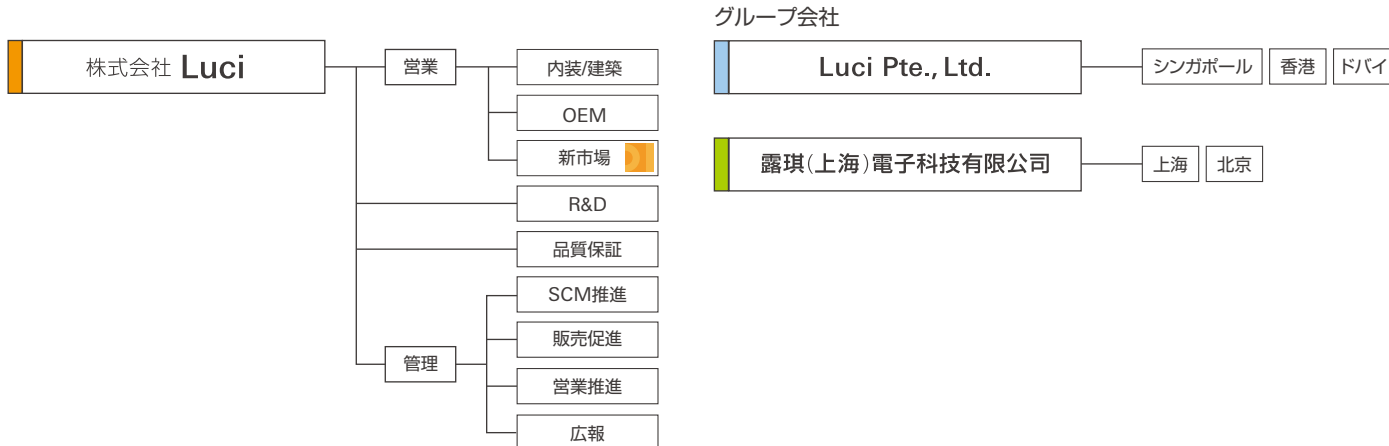 株式会社 Luci
営業
内装/建築
OEM
新市場
R&D
品質保証
管理
SCM推進
販売促進
営業推進
広報
グループ会社
Luci Pte., Ltd.
シンガポール
香港
ドバイ
露琪(上海)電子科技有限公司
上海
北京